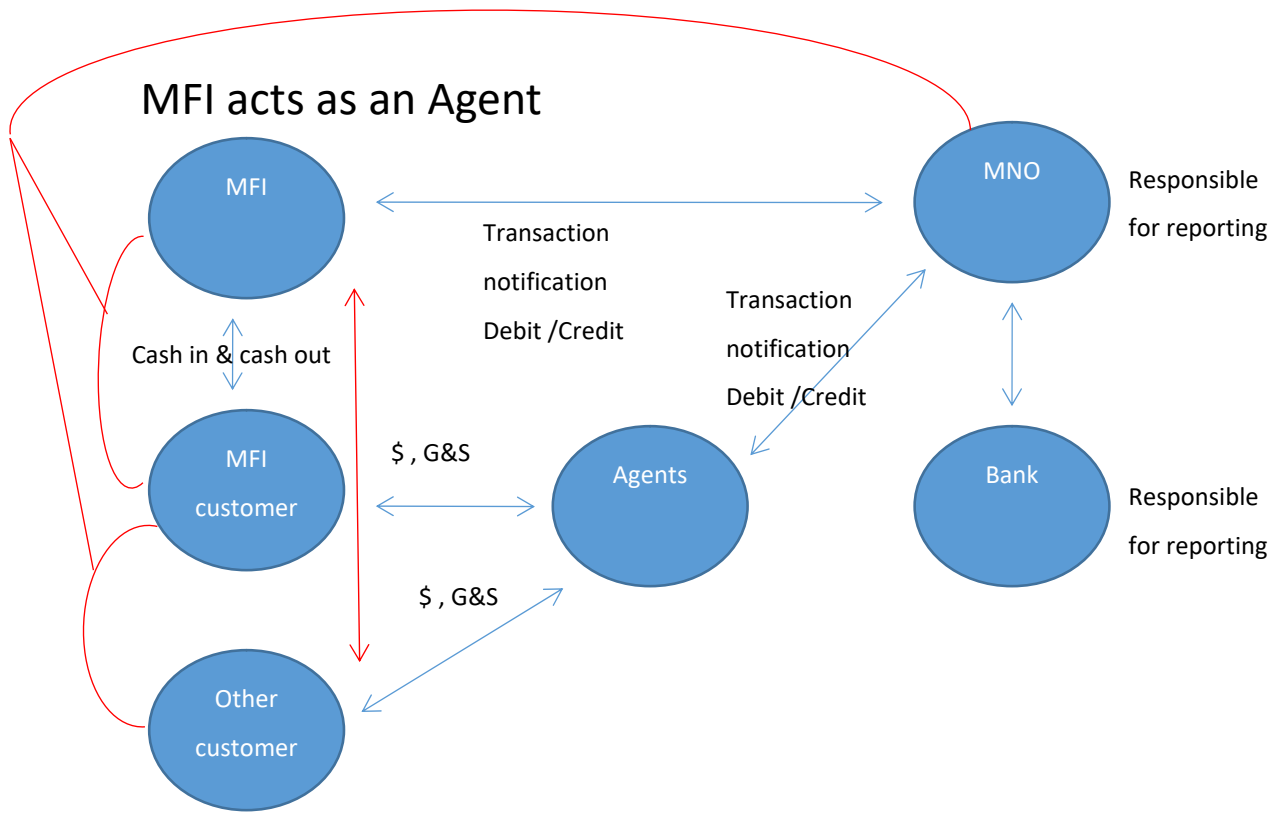 MFI acts as an Agent
MFI
MNO
Responsible
for reporting
Transaction
notification
Debit /Credit
Transaction
notification
Debit /Credit
Cash in & cash out
MFI
customer
$ , G&S
Agents
Bank
Responsible
for reporting
$ , G&S
Other
customer